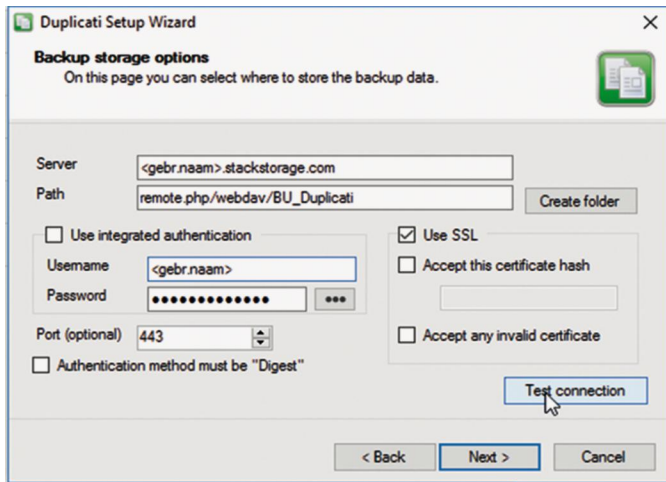 Duplicati Setup Wizard
Backup storage options
On this page you can select where to store the backup data.
Server
<gebr.naam>.stackstorage.com
Path
remote.php/webdav/BU_Duplicati
Create folder
Use integrated authentication
Use SSL
Username
<gebr.naam>
Accept this certificate hash
Password
●●●●●●●●●●●●●
•••
Port (optional)
443
Accept any invalid certificate
Authentication method must be "Digest"
Test connection
< Back
Next >
Cancel